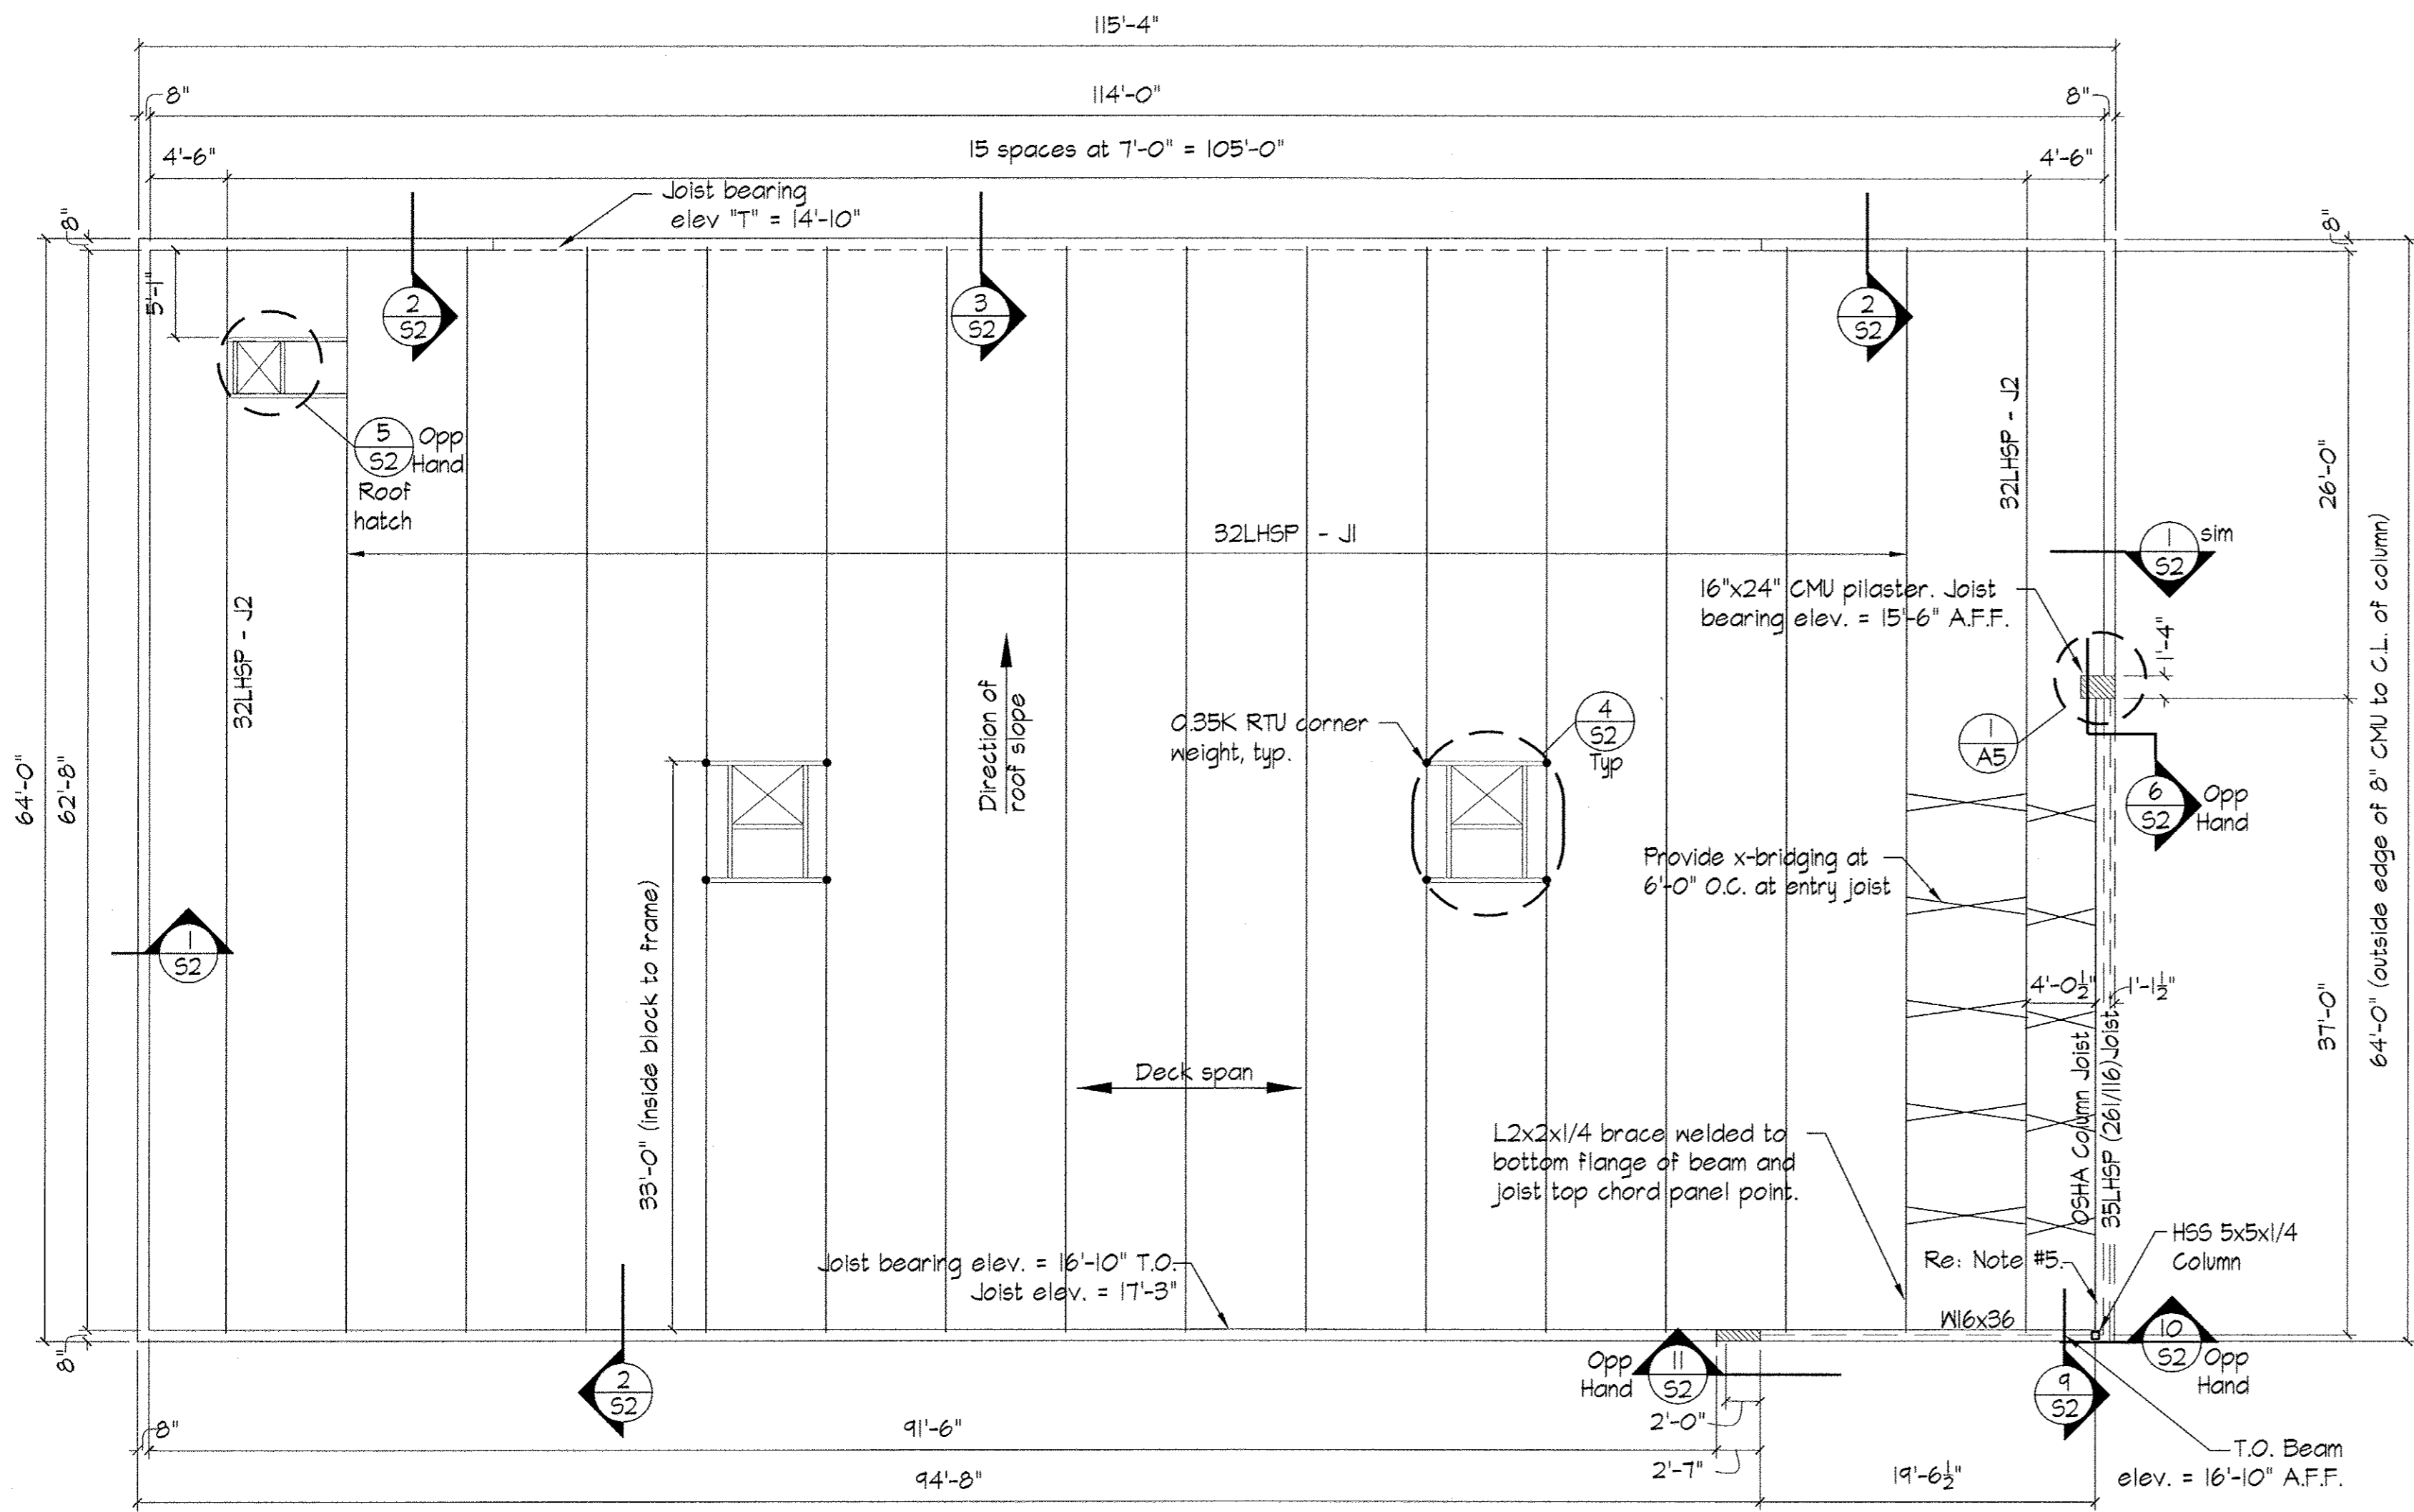 115'-4"
8"
114'-0"
8"
4'-6"
15 spaces at 7'-0" = 105'-0"
4'-6"
Joist bearing
elev "T" = 14'-10"
8"
8"
5'-1"
2
S2
3
S2
2
S2
5
S2
Opp
Hand
Roof
hatch
32LHSP - J2
32LHSP - J1
32LHSP - J2
26'-0"
1
S2
sim
16"x24" CMU pilaster. Joist
bearing elev. = 15'-6" A.F.F.
1'-4"
64'-0" (outside edge of 8" CMU to C.L. of column)
Direction of
roof slope
0.35K RTU corner
weight, typ.
4
S2
Typ
1
A5
6
S2
Opp
Hand
64'-0"
62'-8"
33'-0" (inside block to frame)
Provide x-bridging at
6'-0" O.C. at entry joist
1
S2
4'-0½"
1'-1½"
37'-0"
Deck span
OSHA Column Joist
35LHSP (261/116)Joist
L2x2x1/4 brace welded to
bottom flange of beam and
joist top chord panel point.
Joist bearing elev. = 16'-10" T.O.
Joist elev. = 17'-3"
Re: Note #5.
HSS 5x5x1/4
Column
W16x36
8"
2
S2
Opp
Hand
11
S2
10
S2
Opp
Hand
9
S2
2'-0"
8"
91'-6"
2'-7"
94'-8"
19'-6½"
T.O. Beam
elev. = 16'-10" A.F.F.